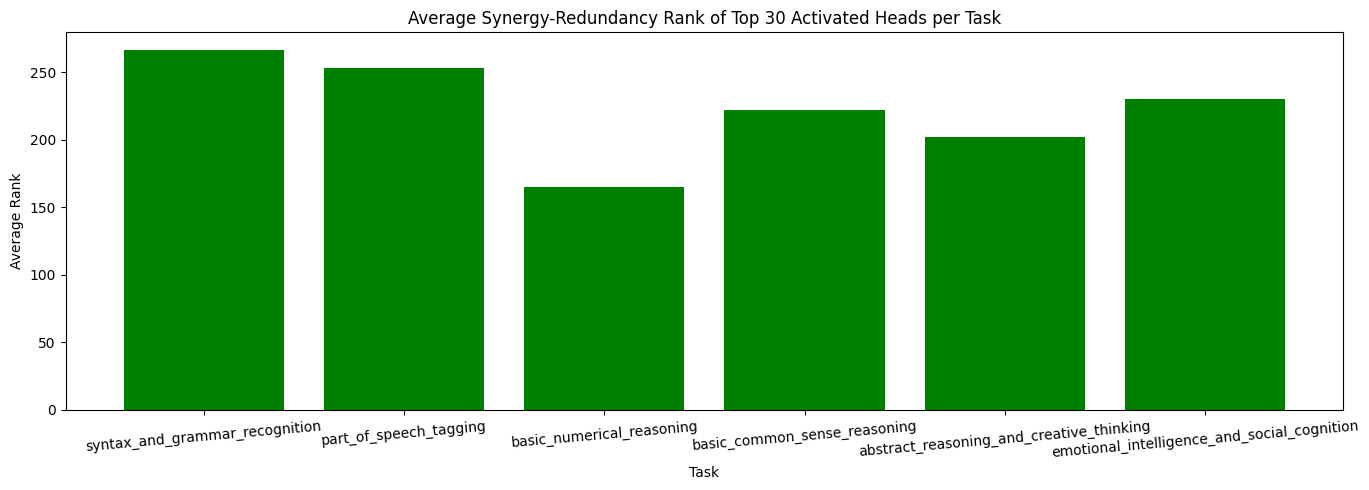 Average Synergy-Redundancy Rank of Top 30 Activated Heads per Task
Average Rank
250
200
150
100
50
0
syntax_and_grammar_recognition
part_of_speech_tagging
basic_numerical_reasoning
basic_common_sense_reasoning
abstract_reasoning_and_creative_thinking
emotional_intelligence_and_social_cognition
Task